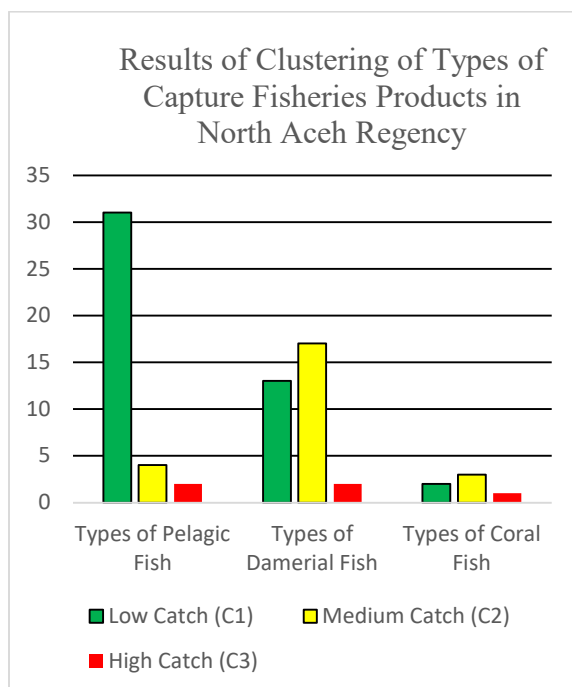 Results of Clustering of Types of
Capture Fisheries Products in
North Aceh Regency
35
30
25
20
15
10
5
0
Types of Pelagic
Fish
Types of
Damerial Fish
Types of Coral
Fish
Low Catch (C1)
Medium Catch (C2)
High Catch (C3)